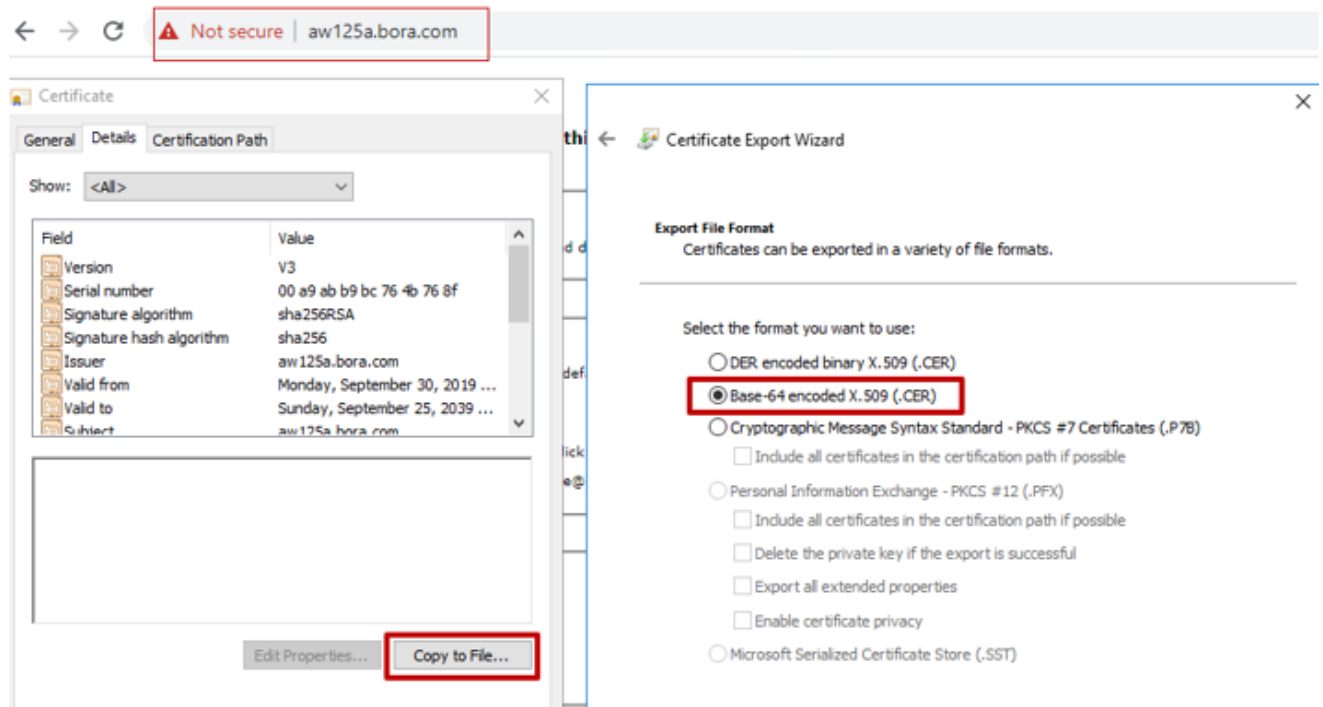 Not secure | aw125a.bora.com
Certificate
General Details Certification Path
Show: <All>
Field Value
Version V3
Serial number 00 a9 ab b9 bc 76 4b 76 8f
Signature algorithm sha256RSA
Signature hash algorithm sha256
Issuer aw125a.bora.com
Valid from Monday, September 30, 2019 ...
Valid to Sunday, September 25, 2039 ...
Subject aw125a.bora.com
Edit Properties... Copy to File...
thi
d d
def
lick
e@
Certificate Export Wizard
Export File Format
Certificates can be exported in a variety of file formats.
Select the format you want to use:
DER encoded binary X.509 (.CER)
Base-64 encoded X.509 (.CER)
Cryptographic Message Syntax Standard - PKCS #7 Certificates (.P7B)
Include all certificates in the certification path if possible
Personal Information Exchange - PKCS #12 (.PFX)
Include all certificates in the certification path if possible
Delete the private key if the export is successful
Export all extended properties
Enable certificate privacy
Microsoft Serialized Certificate Store (.SST)